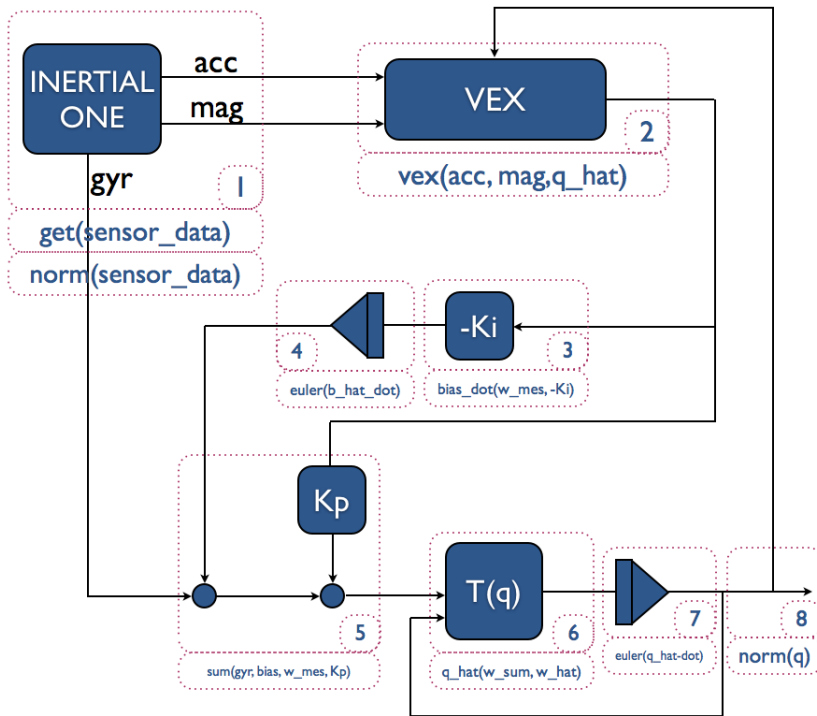 INERTIAL
ONE
acc
mag
gyr
1
get(sensor_data)
norm(sensor_data)
VEX
2
vex(acc, mag,q_hat)
-Ki
3
bias_dot(w_mes, -Ki)
4
euler(b_hat_dot)
Kp
5
sum(gyr, bias, w_mes, Kp)
T(q)
6
q_hat(w_sum, w_hat)
7
euler(q_hat-dot)
8
norm(q)